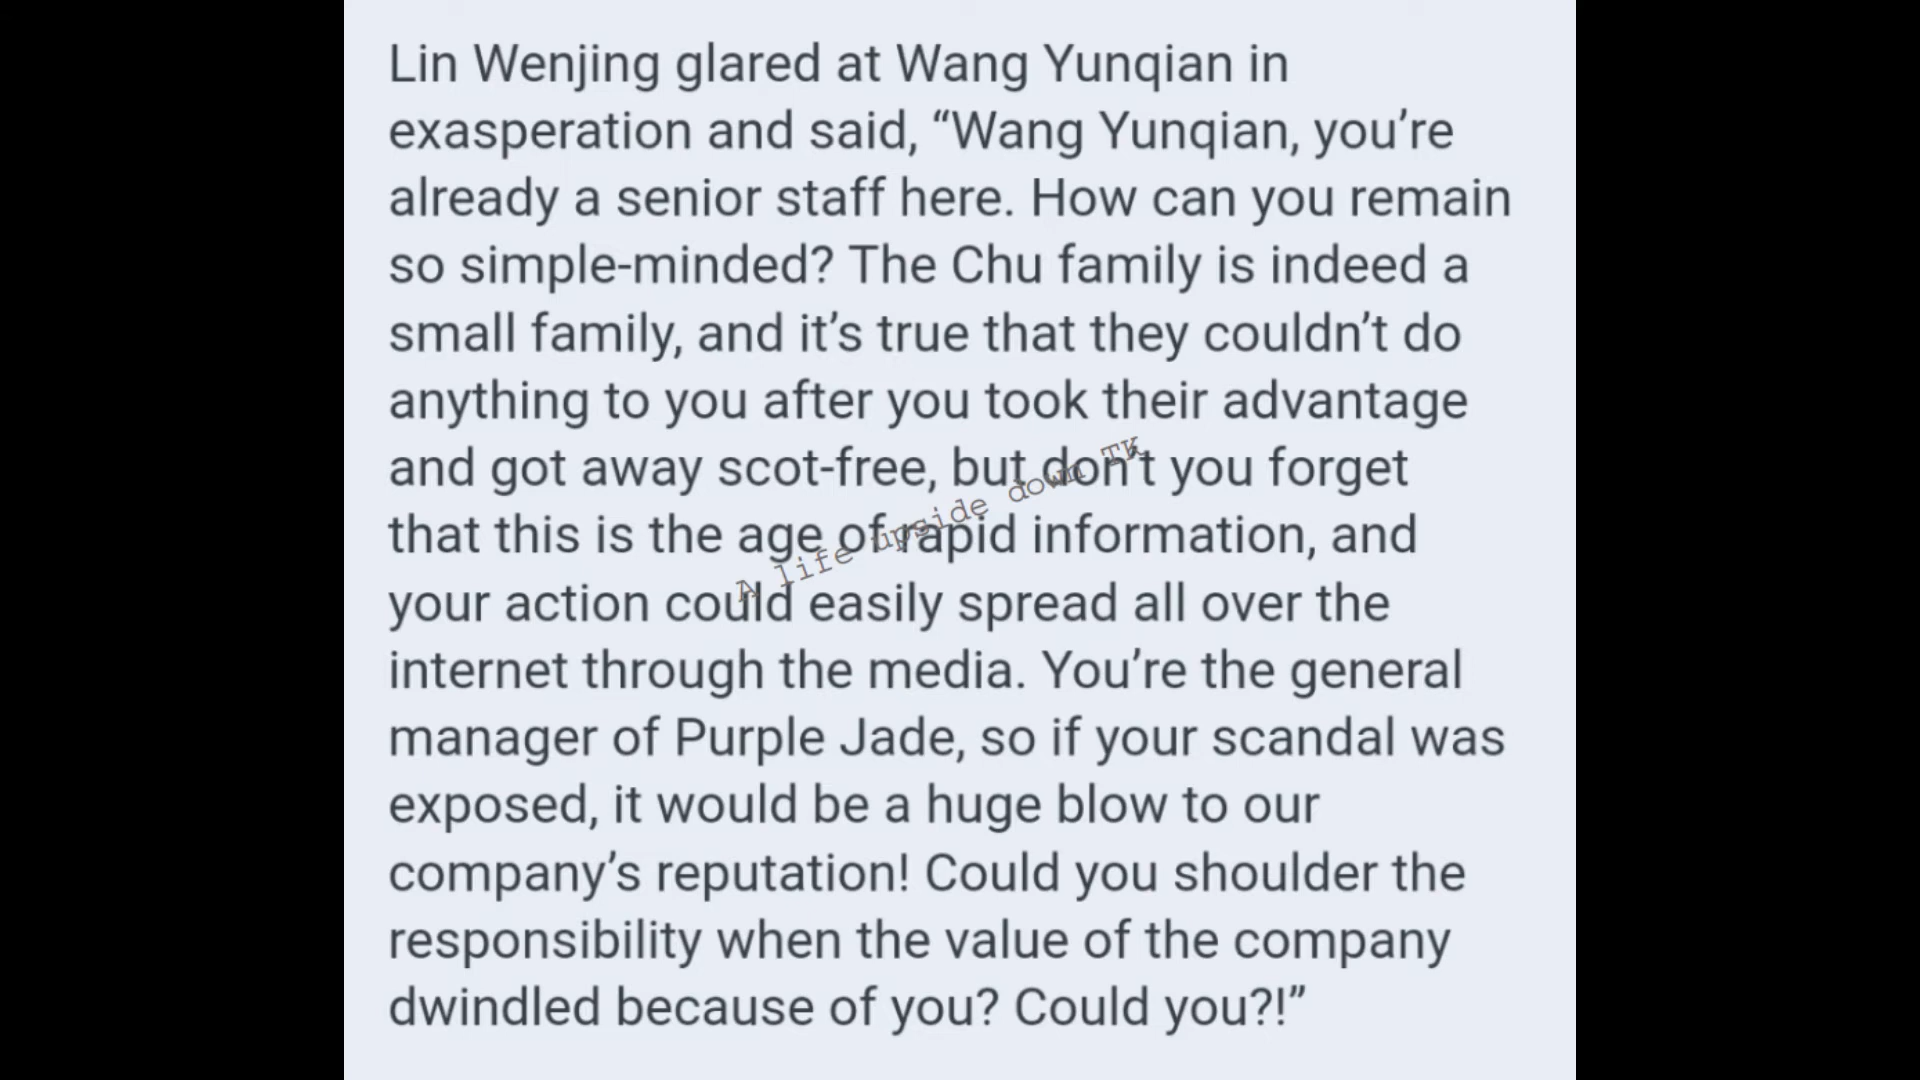 Lin Wenjing glared at Wang Yunqian in
exasperation and said, “Wang Yunqian, you’re
already a senior staff here. How can you remain
so simple-minded? The Chu family is indeed a
small family, and it’s true that they couldn’t do
anything to you after you took their advantage
and got away scot-free, but don’t you forget
that this is the age of rapid information, and
your action could easily spread all over the
internet through the media. You’re the general
manager of Purple Jade, so if your scandal was
exposed, it would be a huge blow to our
company’s reputation! Could you shoulder the
responsibility when the value of the company
dwindled because of you? Could you?!”
A life upside down TK